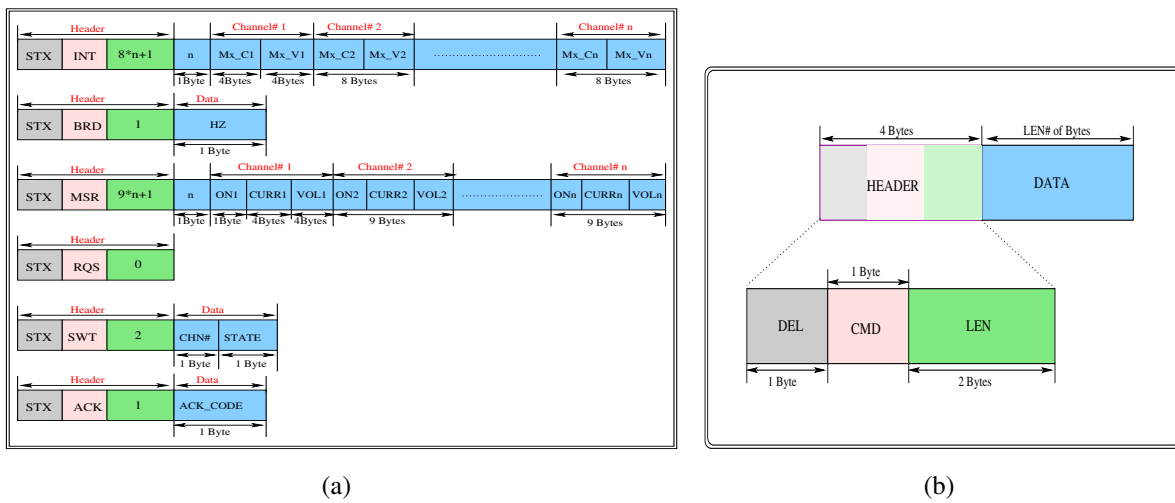 Header Channel# 1 Channel# 2 Channel# n
STX INT 8*n+1 n Mx_C1 Mx_V1 Mx_C2 Mx_V2 Mx_Cn Mx_Vn
1Byte 4Bytes 4Bytes 8 Bytes 8 Bytes
Header Data
STX BRD 1 HZ
1 Byte
Header Channel# 1 Channel# 2 Channel# n
STX MSR 9*n+1 n ON1 CURR1 VOL1 ON2 CURR2 VOL2 ONn CURRn VOLn
1Byte 1Byte 4Bytes 4Bytes 9 Bytes 9 Bytes
Header
STX RQS 0
Header Data
STX SWT 2 CHN# STATE
1 Byte 1 Byte
Header Data
STX ACK 1 ACK_CODE
1 Byte
(a)
4 Bytes LEN# of Bytes
HEADER DATA
1 Byte
DEL CMD LEN
1 Byte 2 Bytes
(b)